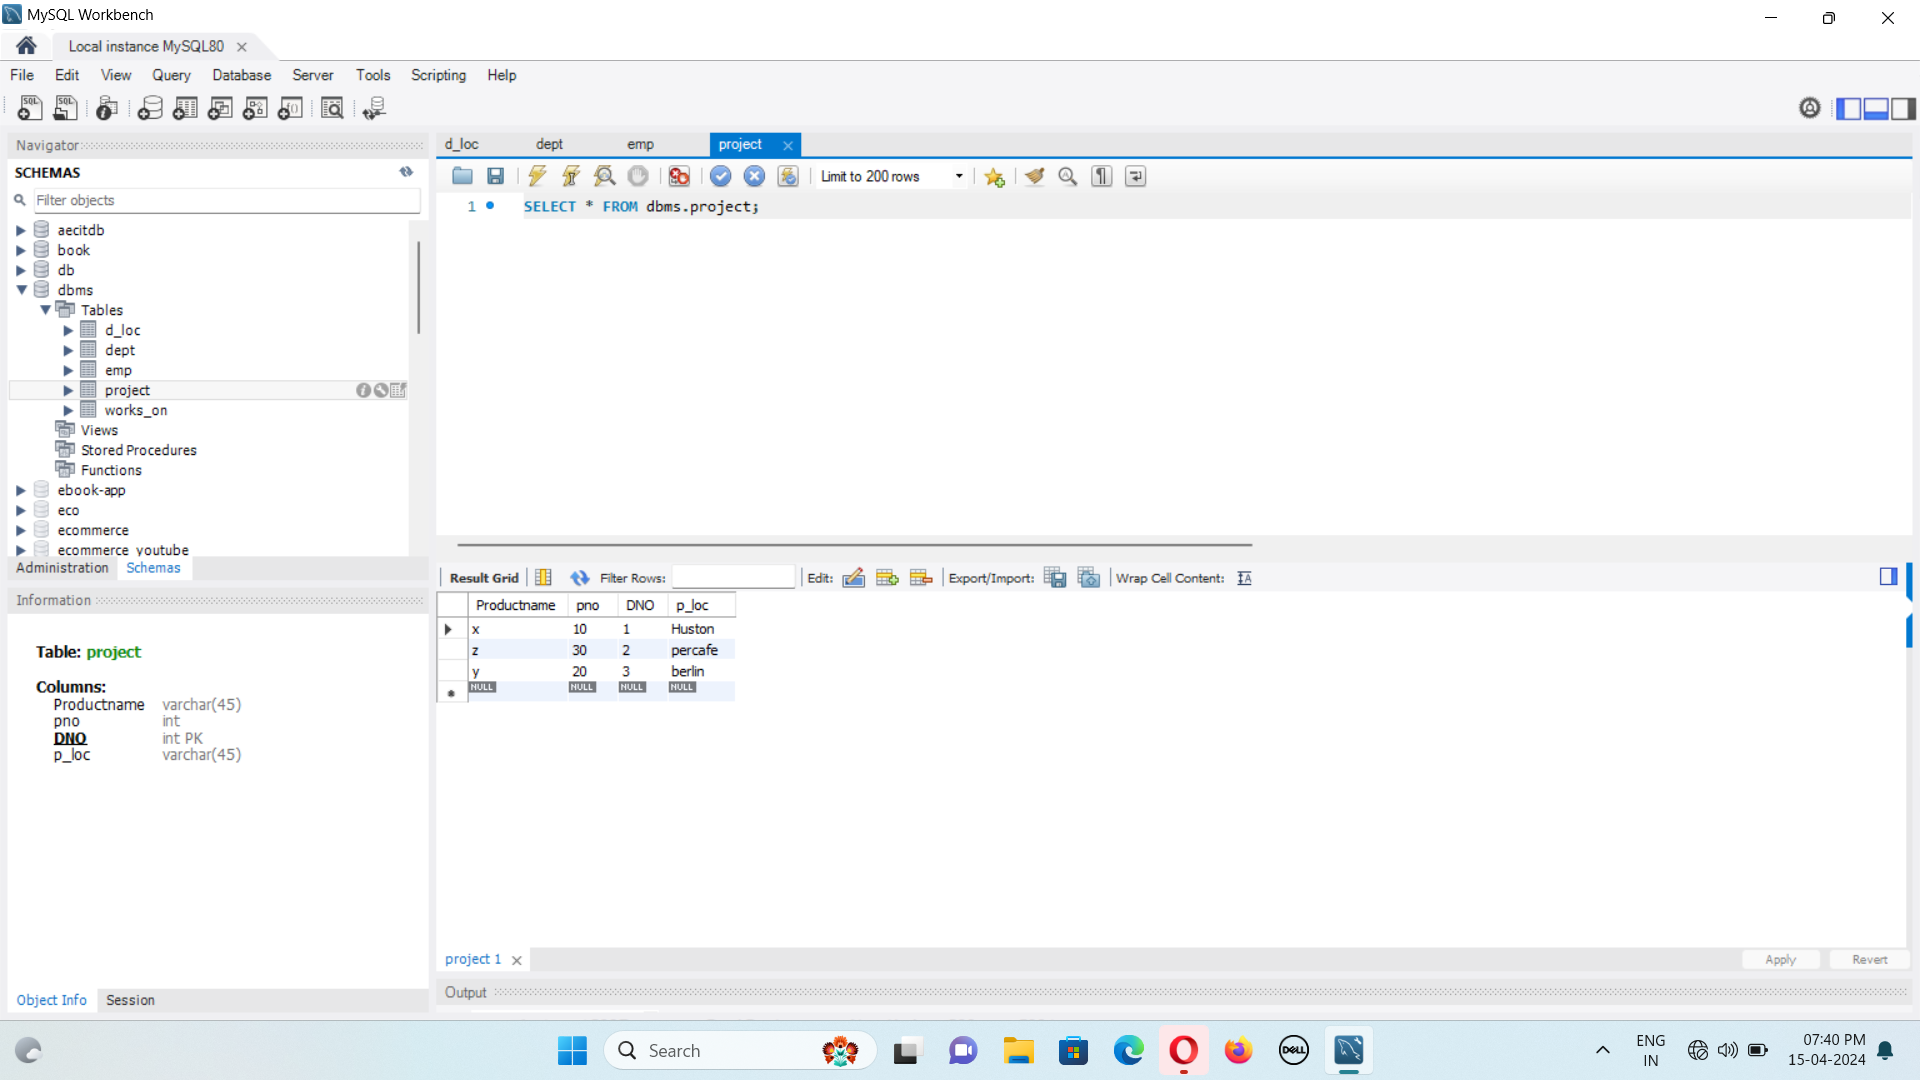 MySQL Workbench
Local instance MySQL80
File Edit View Query Database Server Tools Scripting Help
Navigator
SCHEMAS
Filter objects
aecitdb
book
db
dbms
Tables
d_loc
dept
emp
project
works_on
Views
Stored Procedures
Functions
ebook-app
eco
ecommerce
ecommerce_youtube
Administration Schemas
Information
Table: project
Columns:
Productname varchar(45)
pno int
DNO int PK
p_loc varchar(45)
Object Info Session
d_loc dept emp project
Limit to 200 rows
1 SELECT * FROM dbms.project;
Result Grid Filter Rows: Edit: Export/Import: Wrap Cell Content:
Productname pno DNO p_loc
x 10 1 Huston
z 30 2 percafe
y 20 3 berlin
NULL NULL NULL NULL
project 1
Apply Revert
Output
Search
DELL
ENG
IN
07:40 PM
15-04-2024